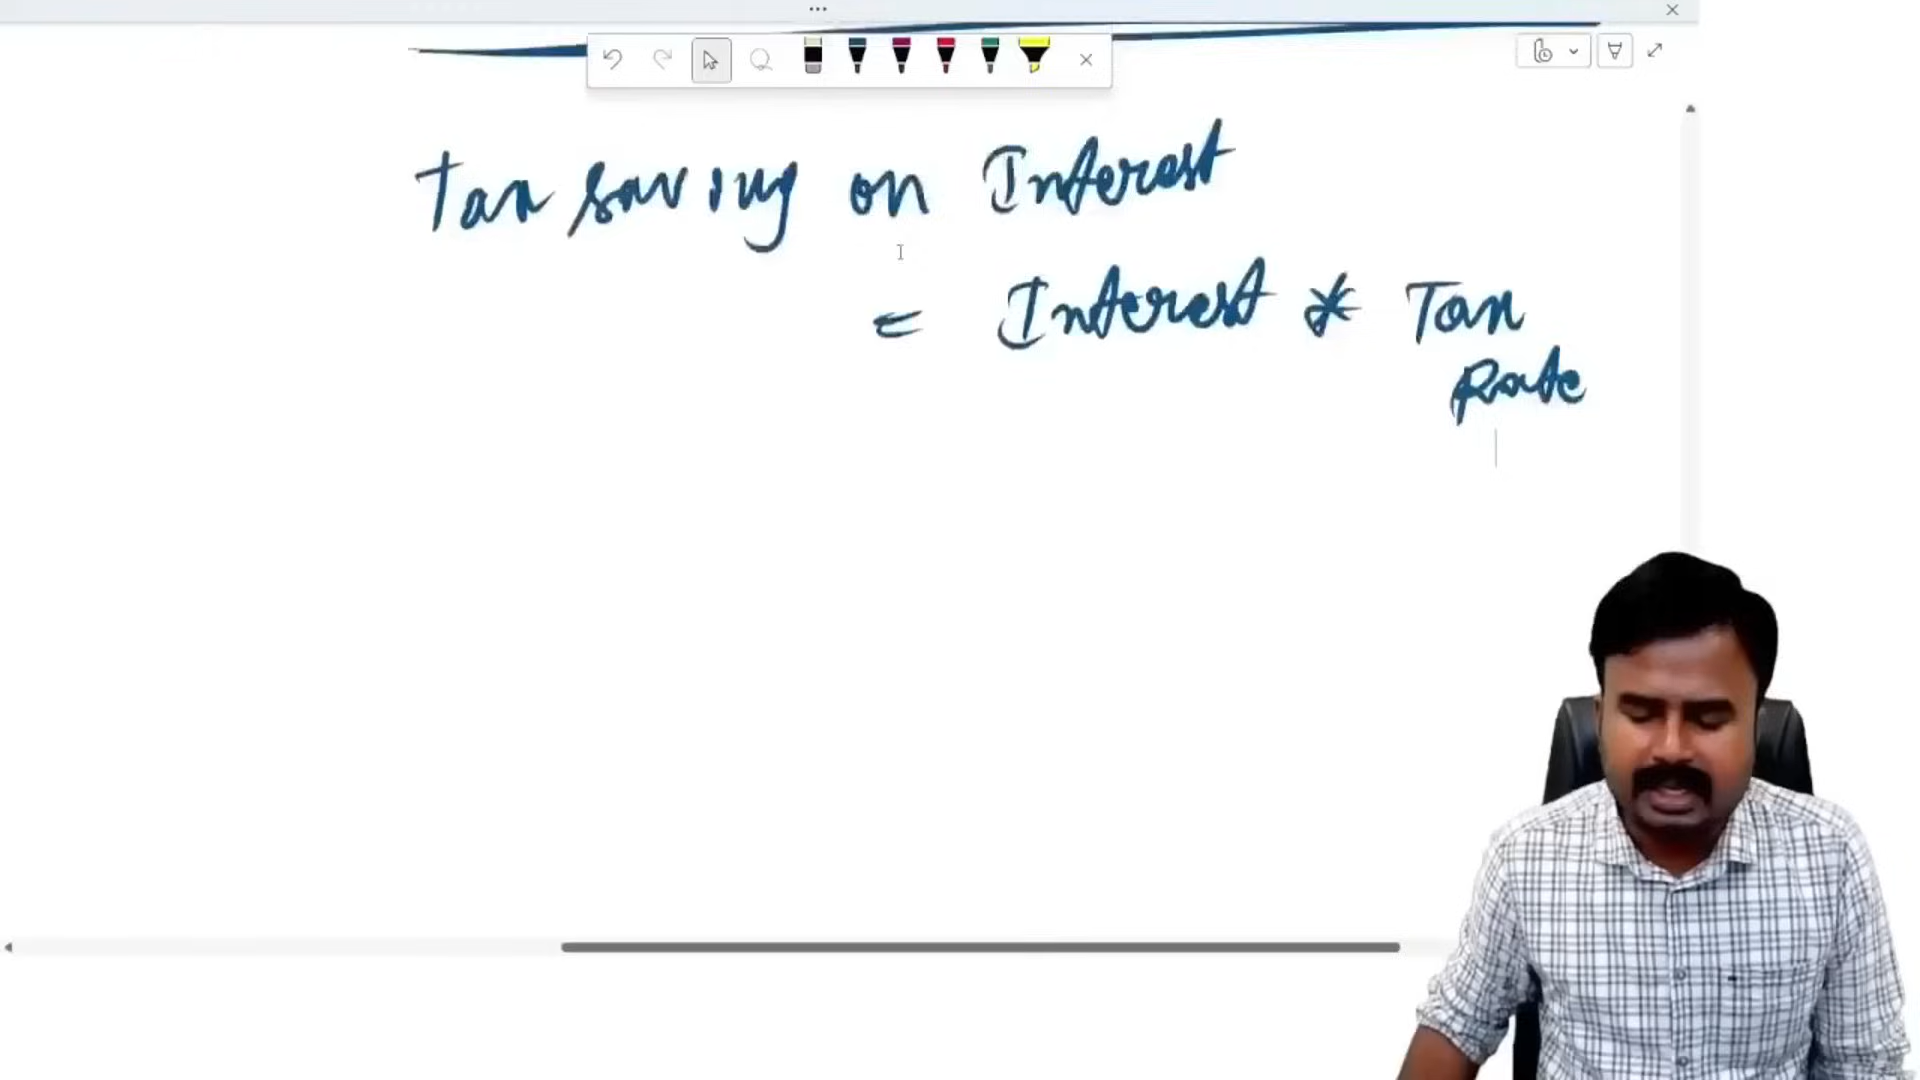 Tax saving on Interest
= Interest * Tax
Rate